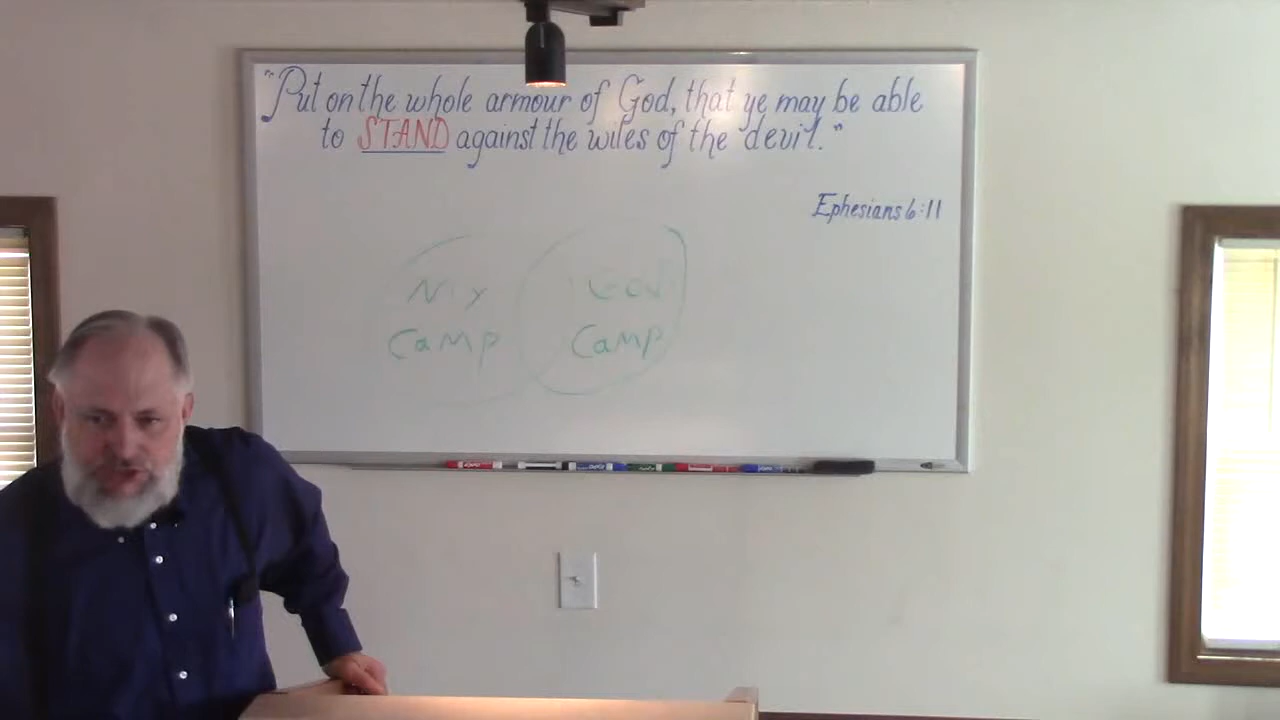 "Put on the whole armour of God, that ye may be able
to STAND against the wiles of the devil."
Ephesians 6:11
Camp Camp